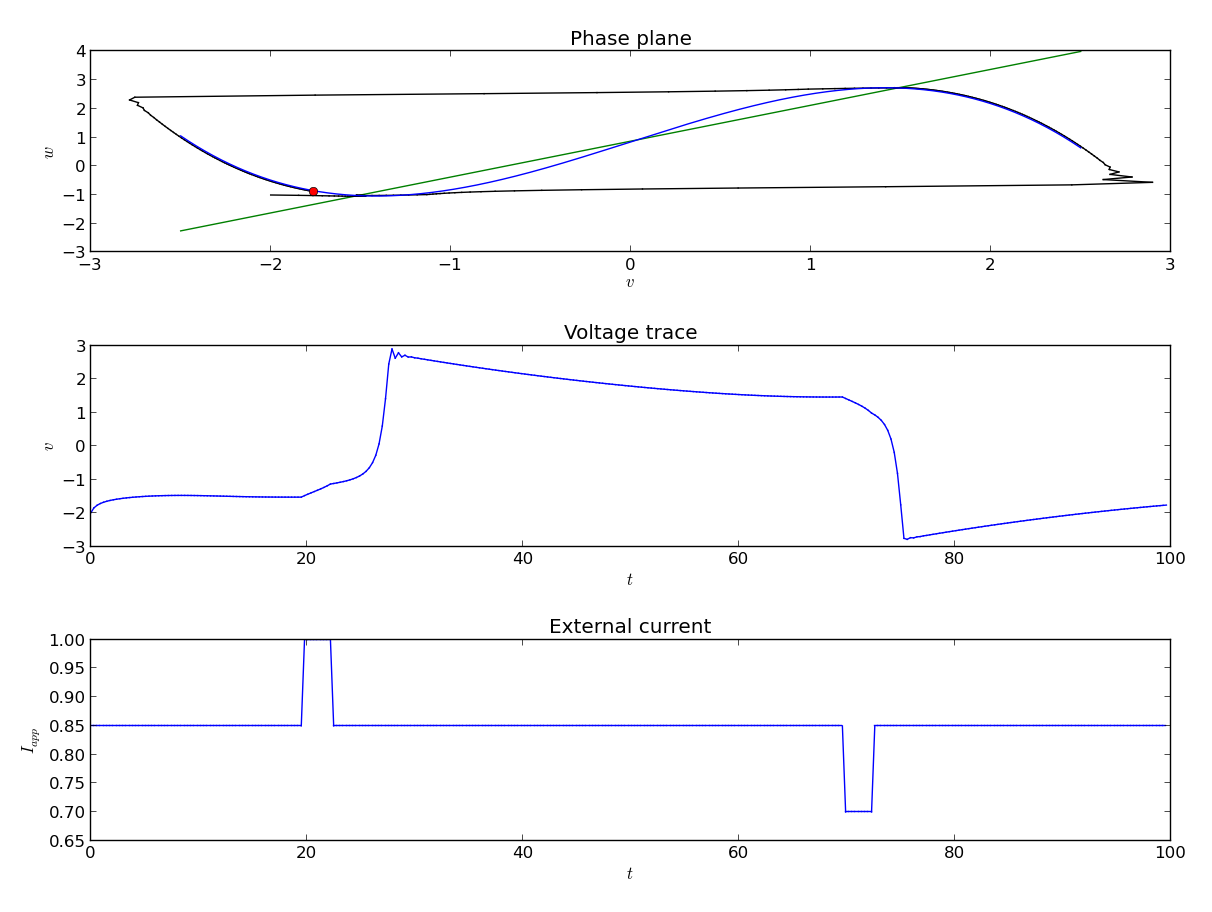 Phase plane
4
3
2
1
0
−1
−2
−3
w
−3 −2 −1 0 1 2 3
v
Voltage trace
3
2
1
0
−1
−2
−3
v
0 20 40 60 80 100
t
External current
1.00
0.95
0.90
0.85
0.80
0.75
0.70
0.65
I_app
0 20 40 60 80 100
t